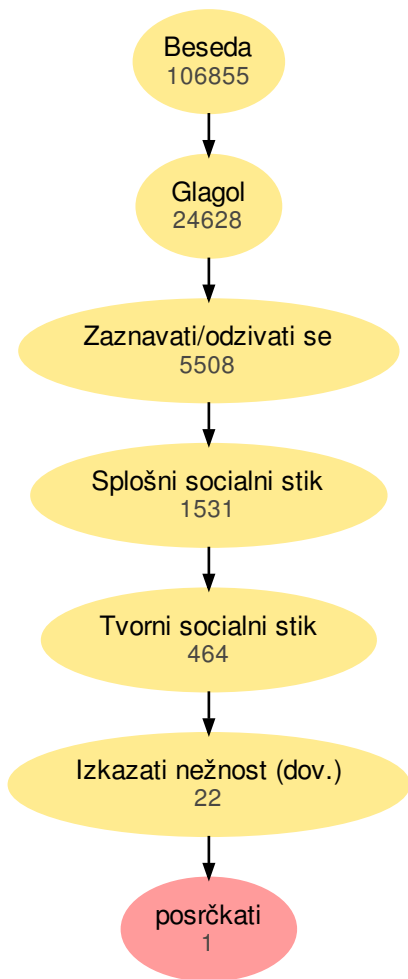 Beseda
106855
Glagol
24628
Zaznavati/odzivati se
5508
Splošni socialni stik
1531
Tvorni socialni stik
464
Izkazati nežnost (dov.)
22
posrčkati
1